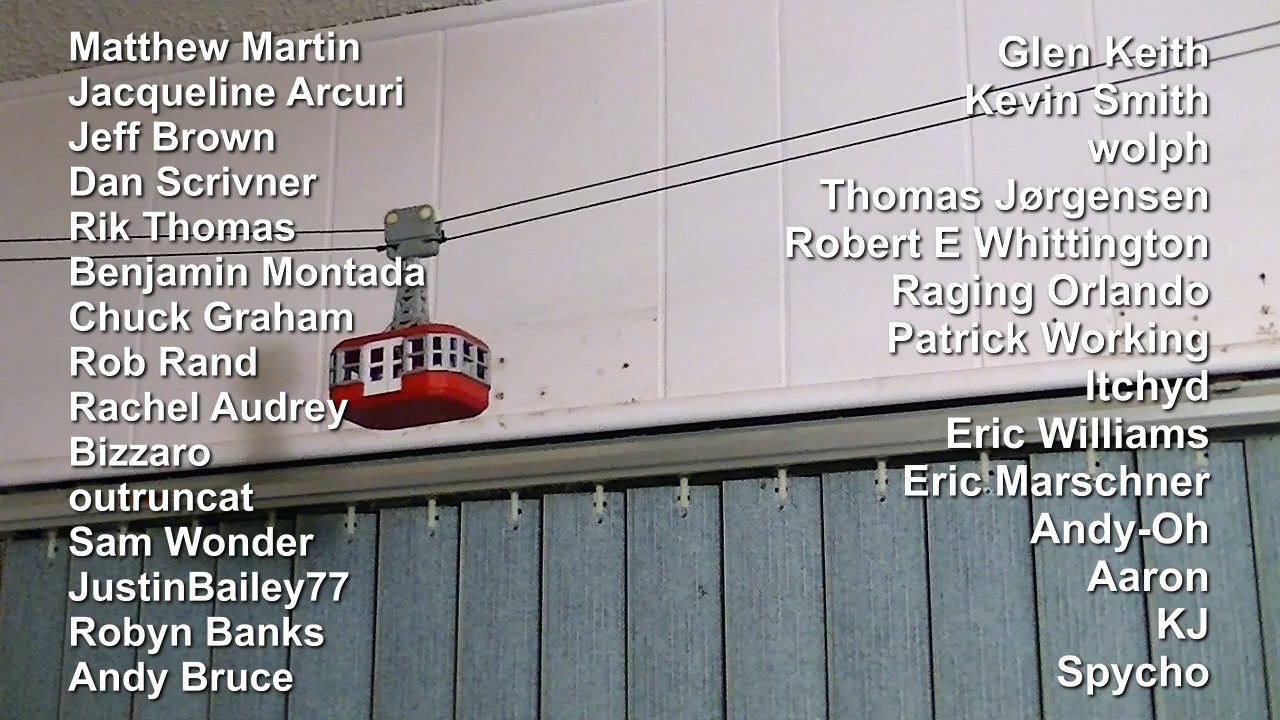 Matthew Martin
Jacqueline Arcuri
Jeff Brown
Dan Scrivner
Rik Thomas
Benjamin Montada
Chuck Graham
Rob Rand
Rachel Audrey
Bizzaro
outruncat
Sam Wonder
JustinBailey77
Robyn Banks
Andy Bruce
Glen Keith
Kevin Smith
wolph
Thomas Jørgensen
Robert E Whittington
Raging Orlando
Patrick Working
Itchyd
Eric Williams
Eric Marschner
Andy-Oh
Aaron
KJ
Spycho